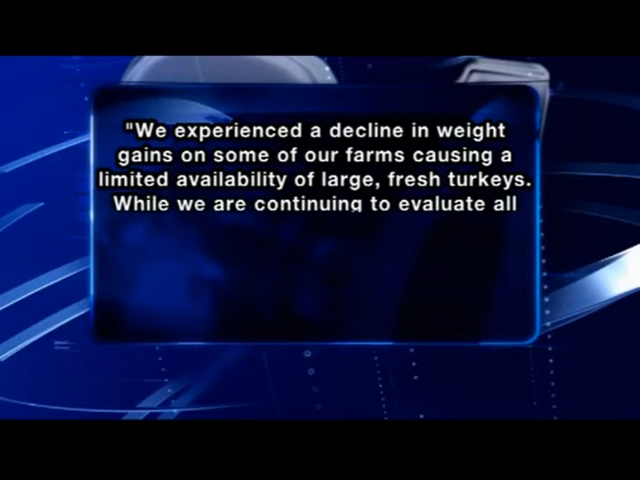 "We experienced a decline in weight
gains on some of our farms causing a
limited availability of large, fresh turkeys.
While we are continuing to evaluate all